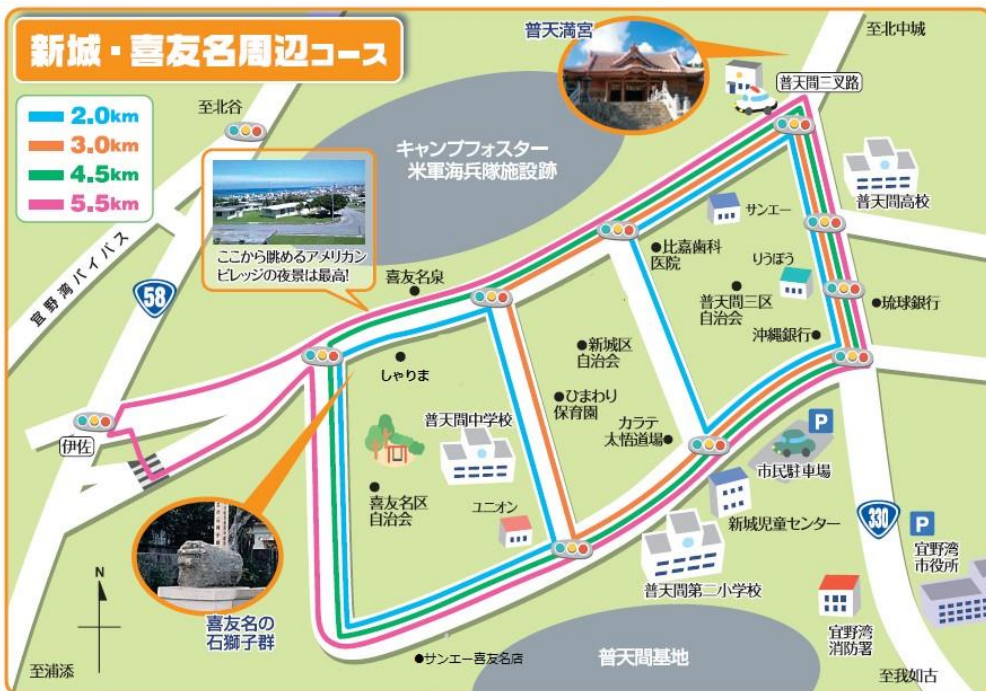 新城・喜友名周辺コース
2.0km
3.0km
4.5km
5.5km
至北谷
普天満宮
至北中城
普天間三叉路
キャンプフォスター
米軍海兵隊施設跡
普天間高校
サンエー
ここから眺めるアメリカン
ビレッジの夜景は最高!
宜野湾バイパス
58
喜友名泉
比嘉歯科
医院
りうぼう
普天間三区
自治会
琉球銀行
沖縄銀行
しゃりま
新城区
自治会
ひまわり
保育園
カラテ
太悟道場
普天間中学校
伊佐
P
市民駐車場
喜友名区
自治会
ユニオン
新城児童センター
330
P
宜野湾
市役所
普天間第二小学校
宜野湾
消防署
N
喜友名の
石獅子群
サンエー喜友名店
普天間基地
至浦添
至我如古